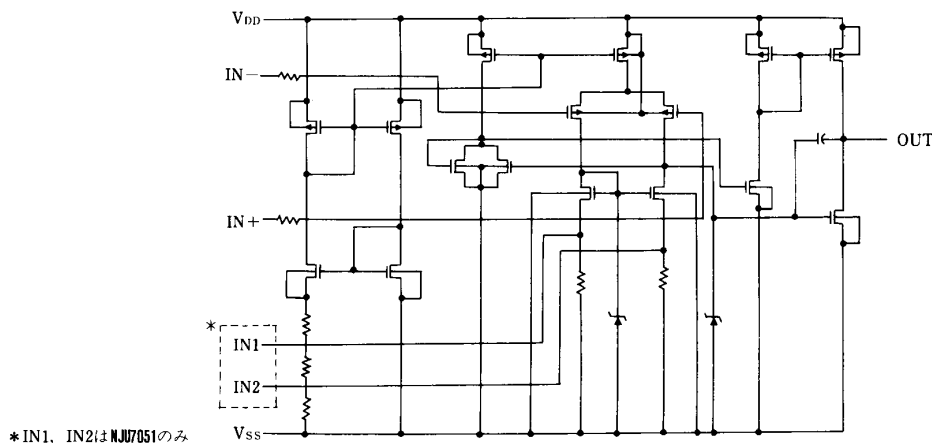 VDD
IN−
OUT
IN+
*
IN1
IN2
VSS
*IN1, IN2はNJU7051のみ